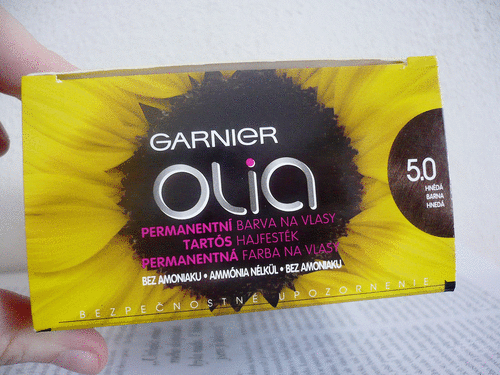 GARNIER
OLIA
5.0
HNĚDÁ
BARNA
HNEDÁ
PERMANENTNÍ BARVA NA VLASY
TARTÓS HAJFESTÉK
PERMANENTNÁ FARBA NA VLASY
BEZ AMONIAKU • AMMÓNIA NÉLKÜL • BEZ AMONIAKU
BEZPEČNOSTNÉ UPOZORNENIE